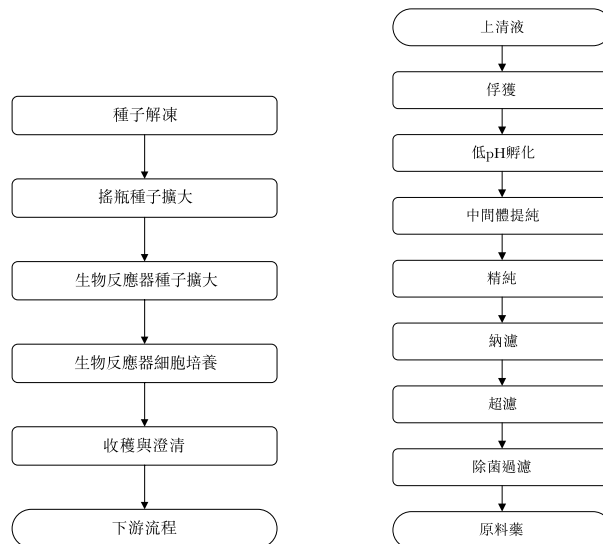 種子解凍
搖瓶種子擴大
生物反應器種子擴大
生物反應器細胞培養
收穫與澄清
下游流程
上清液
俘獲
低pH孵化
中間體提純
精純
納濾
超濾
除菌過濾
原料藥